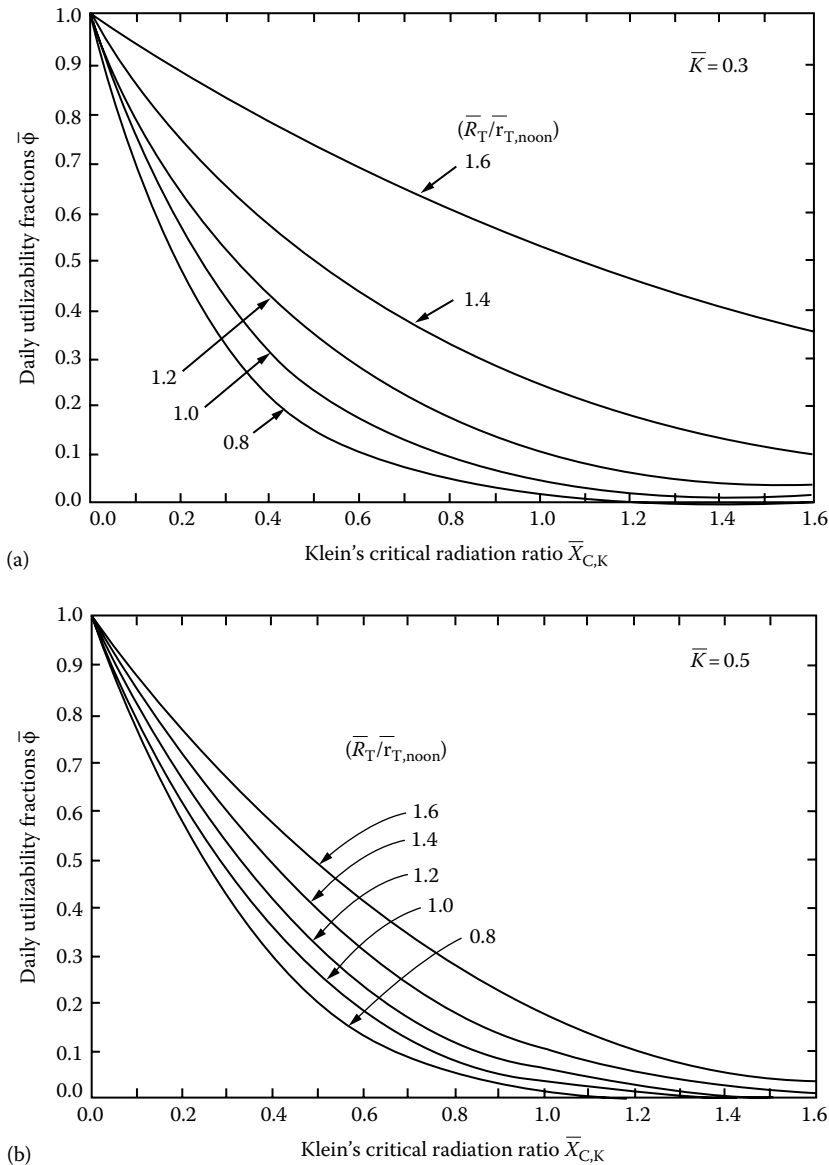 1.0
0.9
0.8
0.7
0.6
0.5
0.4
0.3
0.2
0.1
0.0
Daily utilizability fractions ϕ̄
K̄ = 0.3
(R̄T/r̄T,noon)
1.6
1.4
1.2
1.0
0.8
0.0 0.2 0.4 0.6 0.8 1.0 1.2 1.4 1.6
Klein's critical radiation ratio X̄C,K
(a)
1.0
0.9
0.8
0.7
0.6
0.5
0.4
0.3
0.2
0.1
0.0
Daily utilizability fractions ϕ̄
K̄ = 0.5
(R̄T/r̄T,noon)
1.6
1.4
1.2
1.0
0.8
0.0 0.2 0.4 0.6 0.8 1.0 1.2 1.4 1.6
Klein's critical radiation ratio X̄C,K
(b)